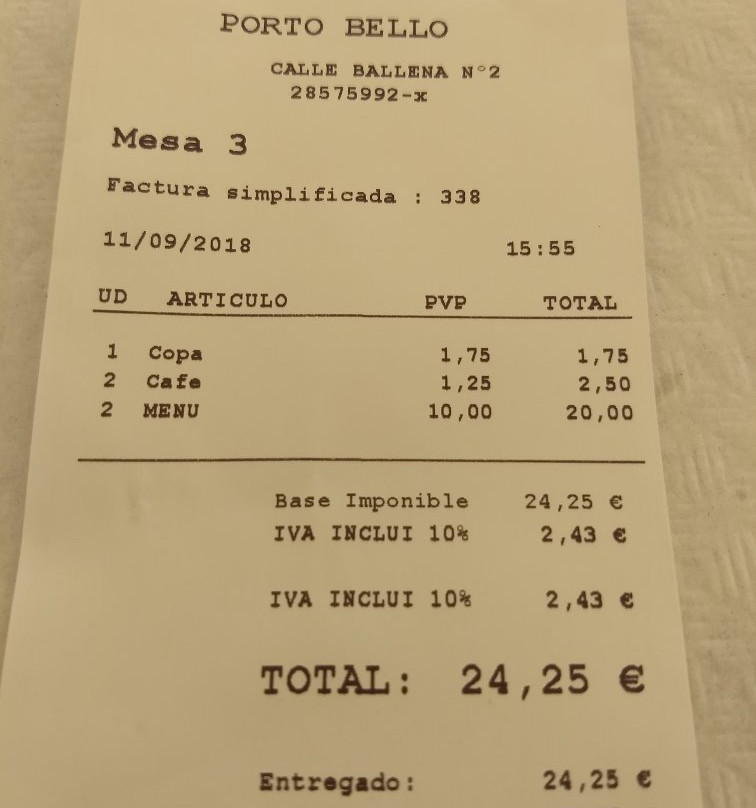 PORTO BELLO
CALLE BALLENA N°2
28575992-x
Mesa 3
Factura simplificada : 338
11/09/2018 15:55
UD ARTICULO PVP TOTAL
1 Copa 1,75 1,75
2 Cafe 1,25 2,50
2 MENU 10,00 20,00
Base Imponible 24,25 €
IVA INCLUI 10% 2,43 €
IVA INCLUI 10% 2,43 €
TOTAL: 24,25 €
Entregado: 24,25 €